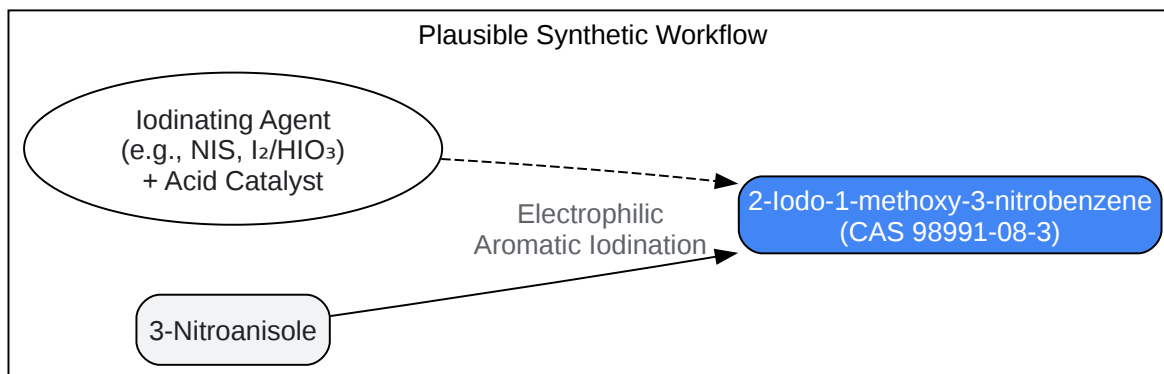 Plausible Synthetic Workflow
Iodinating Agent
(e.g., NIS, I₂/HIO₃)
+ Acid Catalyst
Electrophilic
Aromatic Iodination
2-Iodo-1-methoxy-3-nitrobenzene
(CAS 98991-08-3)
3-Nitroanisole